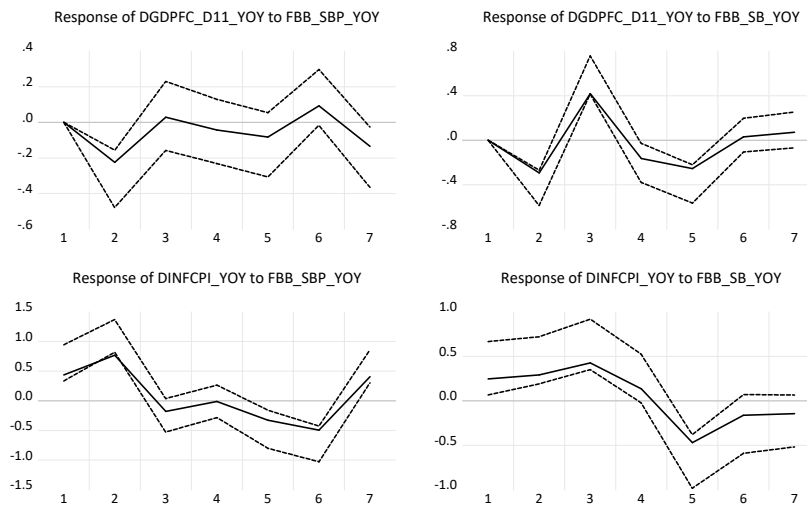 Response of DGDPFC_D11_YOY to FBB_SBP_YOY
.4
.2
.0
-.2
-.4
-.6
1 2 3 4 5 6 7
Response of DGDPFC_D11_YOY to FBB_SB_YOY
.8
.4
.0
-.4
-.8
1 2 3 4 5 6 7
Response of DINFCPI_YOY to FBB_SBP_YOY
1.5
1.0
0.5
0.0
-0.5
-1.0
-1.5
1 2 3 4 5 6 7
Response of DINFCPI_YOY to FBB_SB_YOY
1.0
0.5
0.0
-0.5
-1.0
1 2 3 4 5 6 7